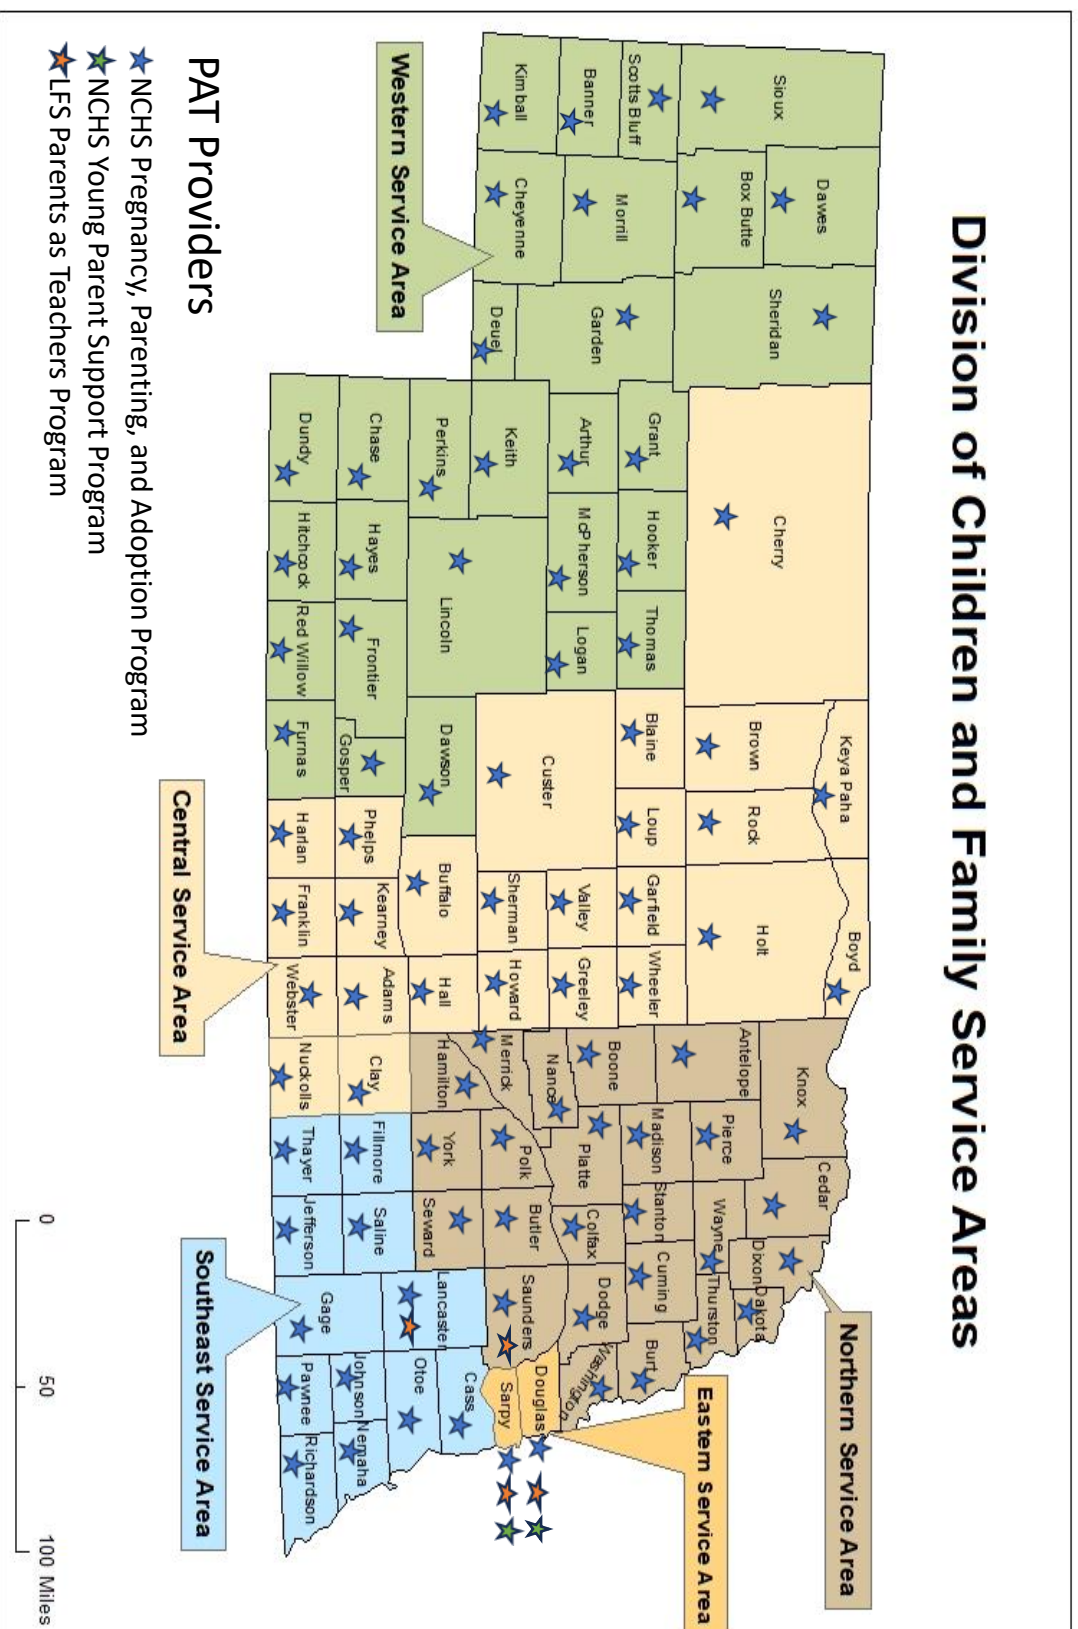 Division of Children and Family Service Areas
Sioux
Dawes
Box Butte
Sheridan
Scotts Bluff
Banner
Kimball
Morrill
Cheyenne
Garden
Deuel
Cherry
Keya Paha
Boyd
Brown
Rock
Holt
Knox
Cedar
Dixon
Dakota
Antelope
Pierce
Wayne
Thurston
Grant
Hooker
Thomas
Blaine
Loup
Garfield
Wheeler
Boone
Madison
Stanton
Cuming
Burt
Arthur
McPherson
Logan
Custer
Valley
Greeley
Nance
Platte
Colfax
Dodge
Washington
Keith
Lincoln
Sherman
Howard
Merrick
Polk
Butler
Saunders
Douglas
Sarpy
Perkins
Dawson
Buffalo
Hall
Hamilton
York
Seward
Lancaster
Cass
Otoe
Chase
Hayes
Frontier
Gosper
Phelps
Kearney
Adams
Clay
Fillmore
Saline
Gage
Johnson
Nemaha
Dundy
Hitchcock
Red Willow
Furnas
Harlan
Franklin
Webster
Nuckolls
Thayer
Jefferson
Pawnee
Richardson
Western Service Area
Central Service Area
Southeast Service Area
Eastern Service Area
Northern Service Area
PAT Providers
NCHS Pregnancy, Parenting, and Adoption Program
NCHS Young Parent Support Program
LFS Parents as Teachers Program
0 50 100 Miles